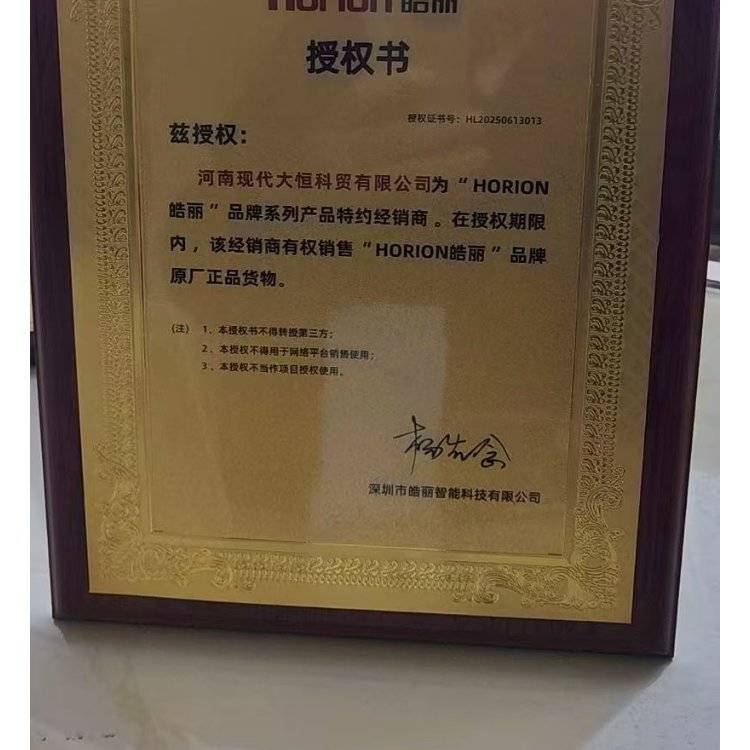 HORION 皓丽
授权书
授权证书号：HL20250613013
兹授权：
河南现代大恒科贸有限公司为“HORION
皓丽”品牌系列产品特约经销商。在授权期限
内，该经销商有权销售“HORION皓丽”品牌
原厂正品货物。
（注） 1、本授权书不得转授第三方；
2、本授权不得用于网络平台销售使用；
3、本授权不当作项目授权使用。
深圳市皓丽智能科技有限公司